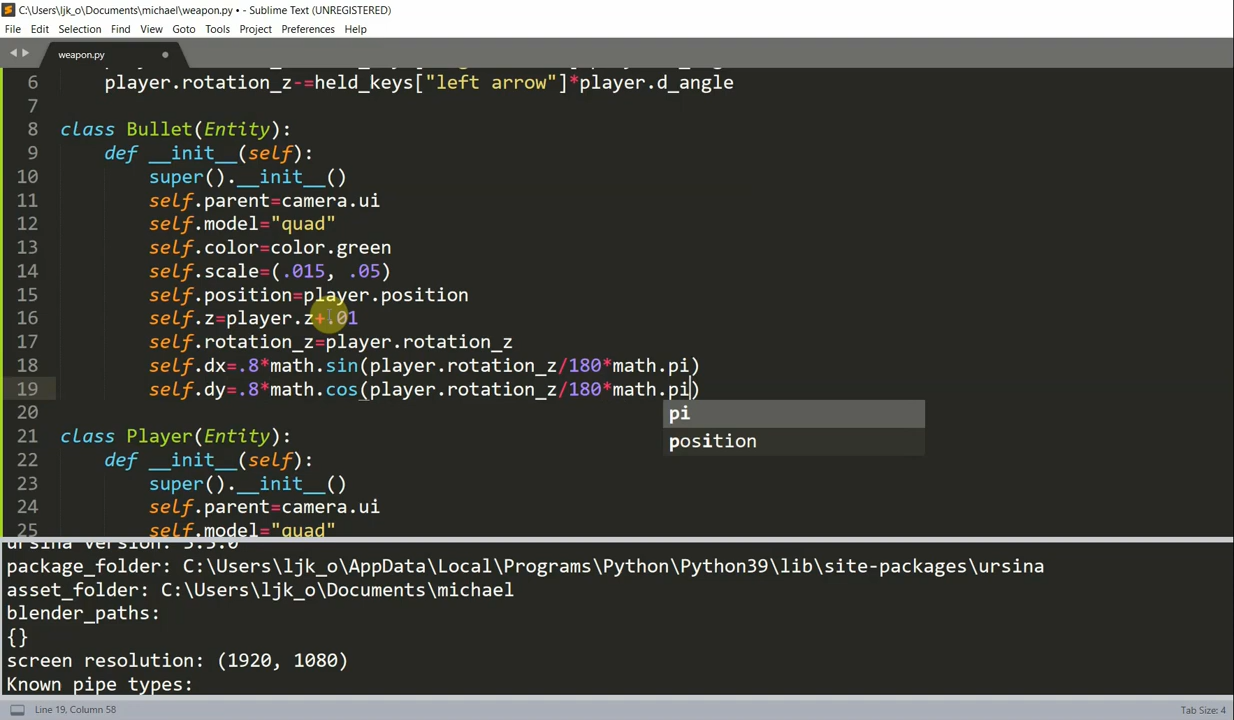 C:\Users\ljk_o\Documents\michael\weapon.py • - Sublime Text (UNREGISTERED)
File Edit Selection Find View Goto Tools Project Preferences Help
weapon.py
6 player.rotation_z-=held_keys["left arrow"]*player.d_angle
7
8 class Bullet(Entity):
9 def __init__(self):
10 super().__init__()
11 self.parent=camera.ui
12 self.model="quad"
13 self.color=color.green
14 self.scale=(.015, .05)
15 self.position=player.position
16 self.z=player.z+.01
17 self.rotation_z=player.rotation_z
18 self.dx=.8*math.sin(player.rotation_z/180*math.pi)
19 self.dy=.8*math.cos(player.rotation_z/180*math.pi)
pi
position
20
21 class Player(Entity):
22 def __init__(self):
23 super().__init__()
24 self.parent=camera.ui
25 self.model="quad"
package_folder: C:\Users\ljk_o\AppData\Local\Programs\Python\Python39\lib\site-packages\ursina
asset_folder: C:\Users\ljk_o\Documents\michael
blender_paths:
{}
screen resolution: (1920, 1080)
Known pipe types:
Line 19, Column 58
Tab Size: 4